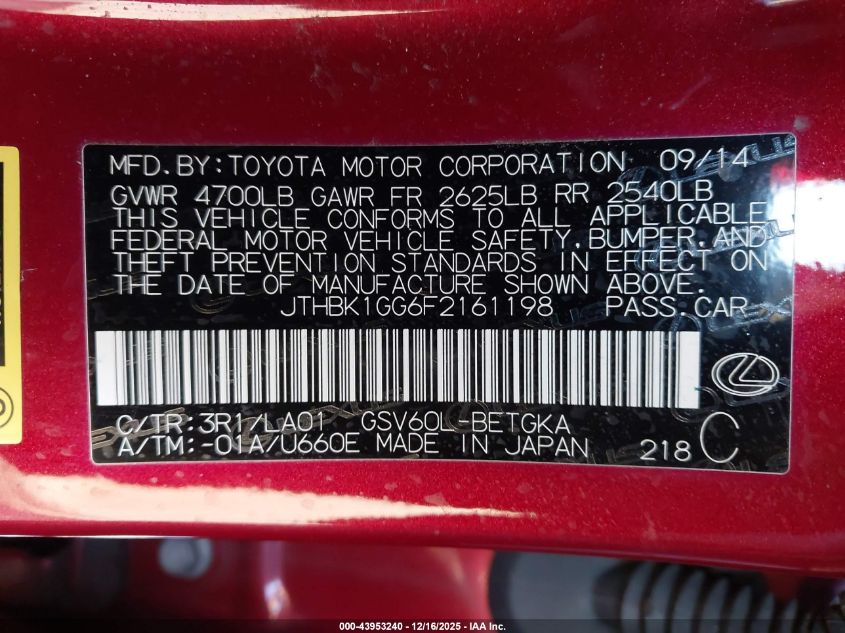 MFD.BY:TOYOTA MOTOR CORPORATION 09/14
GVWR 4700LB GAWR FR 2625LB RR 2540LB
THIS VEHICLE CONFORMS TO ALL APPLICABLE
FEDERAL MOTOR VEHICLE SAFETY,BUMPER,AND
THEFT PREVENTION STANDARDS IN EFFECT ON
THE DATE OF MANUFACTURE SHOWN ABOVE.
JTHBK1GG6F2161198 PASS.CAR
C/TR:3R1/LA01 GSV60L-BETGKA
A/TM:-01A/U660E MADE IN JAPAN 218 C
000-43953240 - 12/16/2025 - IAA Inc.